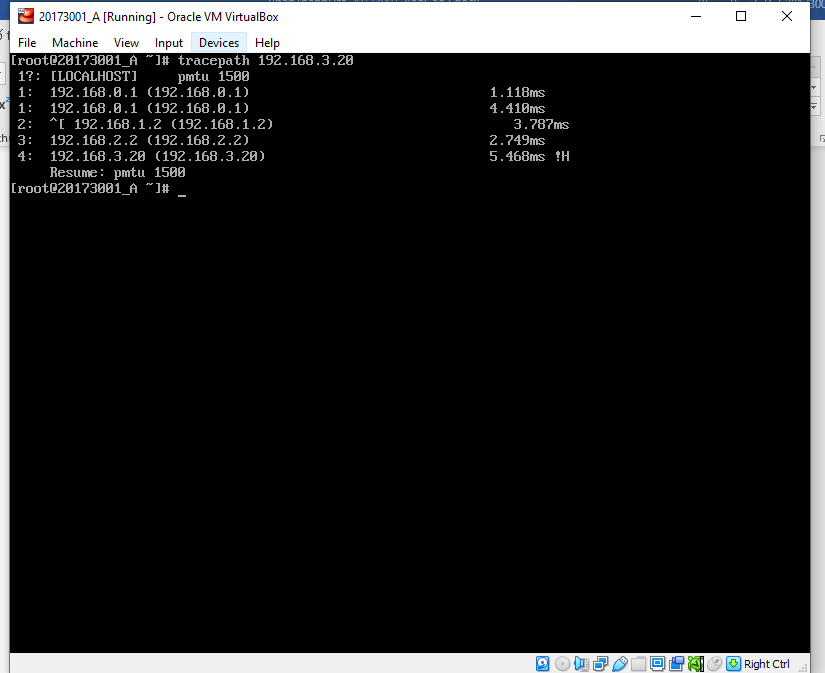 20173001_A [Running] - Oracle VM VirtualBox
File Machine View Input Devices Help
[root@20173001_A ~]# tracepath 192.168.3.20
1?: [LOCALHOST] pmtu 1500
1: 192.168.0.1 (192.168.0.1) 1.118ms
1: 192.168.0.1 (192.168.0.1) 4.410ms
2: ^[ 192.168.1.2 (192.168.1.2) 3.787ms
3: 192.168.2.2 (192.168.2.2) 2.749ms
4: 192.168.3.20 (192.168.3.20) 5.468ms !H
Resume: pmtu 1500
[root@20173001_A ~]# _
Right Ctrl